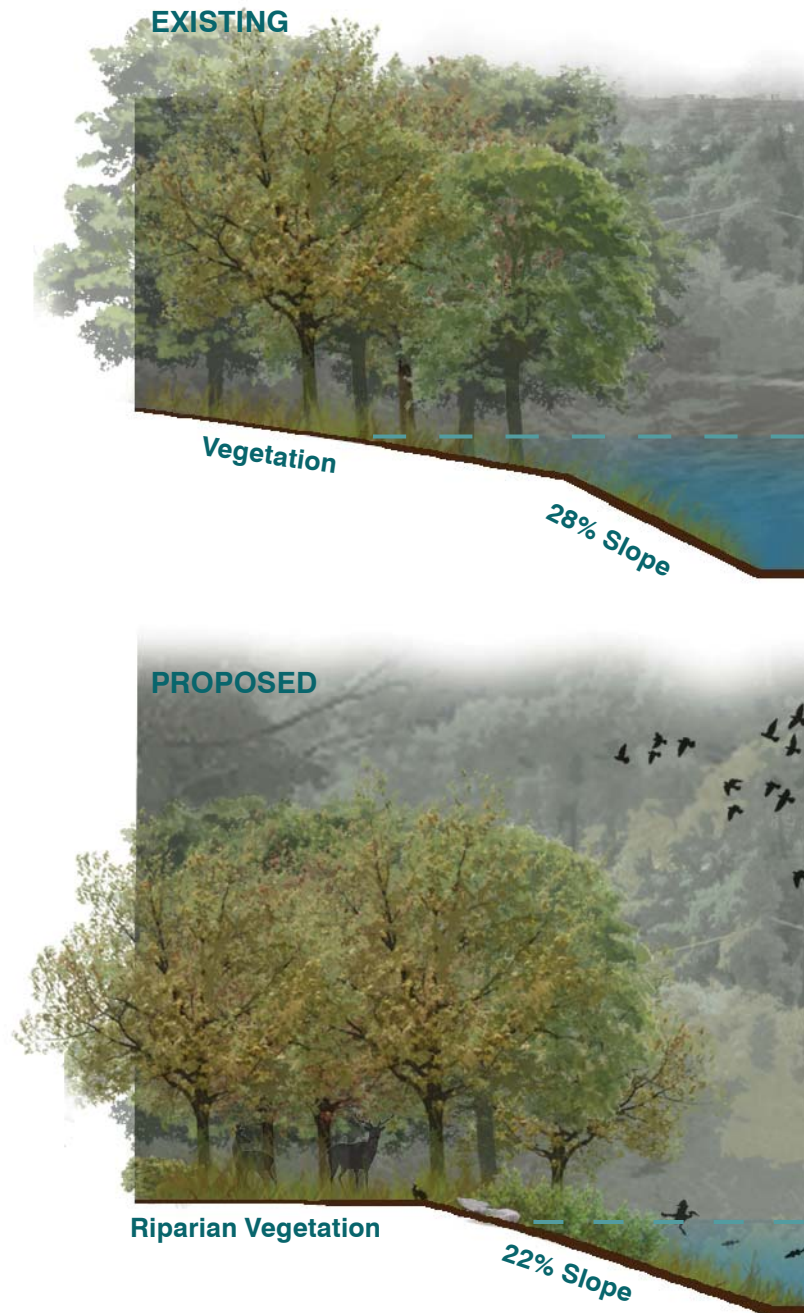 EXISTING
Vegetation
28% Slope
PROPOSED
Riparian Vegetation
22% Slope